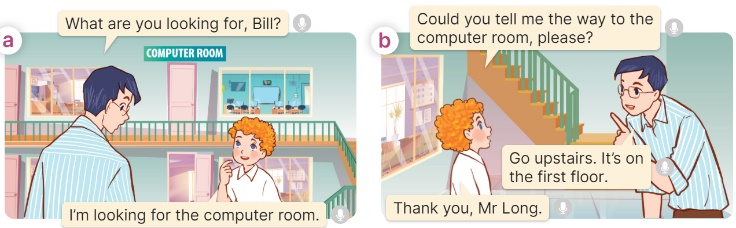 a
What are you looking for, Bill?
COMPUTER ROOM
I'm looking for the computer room.
b
Could you tell me the way to the
computer room, please?
Go upstairs. It's on
the first floor.
Thank you, Mr Long.